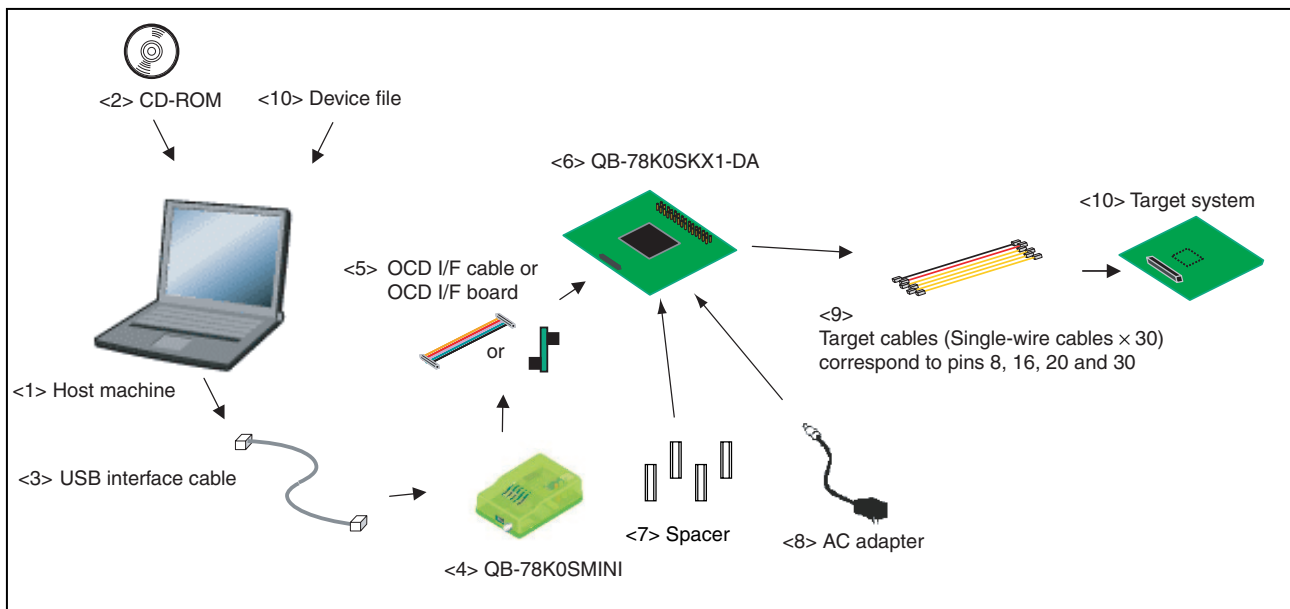 <2> CD-ROM
<10> Device file
<6> QB-78K0SKX1-DA
<10> Target system
<5> OCD I/F cable or
OCD I/F board
or
<9>
Target cables (Single-wire cables × 30)
correspond to pins 8, 16, 20 and 30
<1> Host machine
<3> USB interface cable
<7> Spacer
<8> AC adapter
<4> QB-78K0SMINI